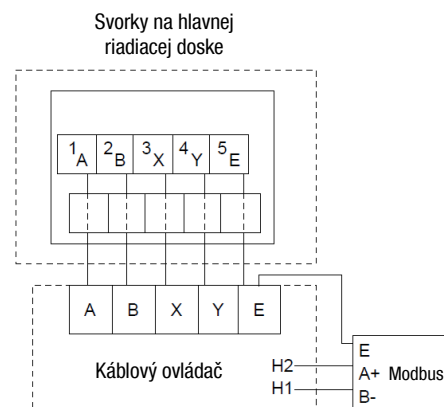 Svorky na hlavnej
riadiacej doske
1A 2B 3X 4Y 5E
A B X Y E
Káblový ovládač
E
H2 A+ Modbus
H1 B-